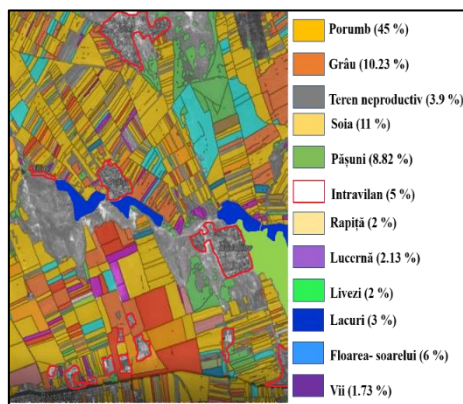 Porumb (45 %)
Grâu (10.23 %)
Teren neproductiv (3.9 %)
Soia (11 %)
Pășuni (8.82 %)
Intravilan (5 %)
Rapiță (2 %)
Lucernă (2.13 %)
Livezi (2 %)
Lacuri (3 %)
Floarea- soarelui (6 %)
Vii (1.73 %)